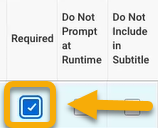 Required
Do Not
Prompt
at
Runtime
Do Not
Include
in
Subtitle